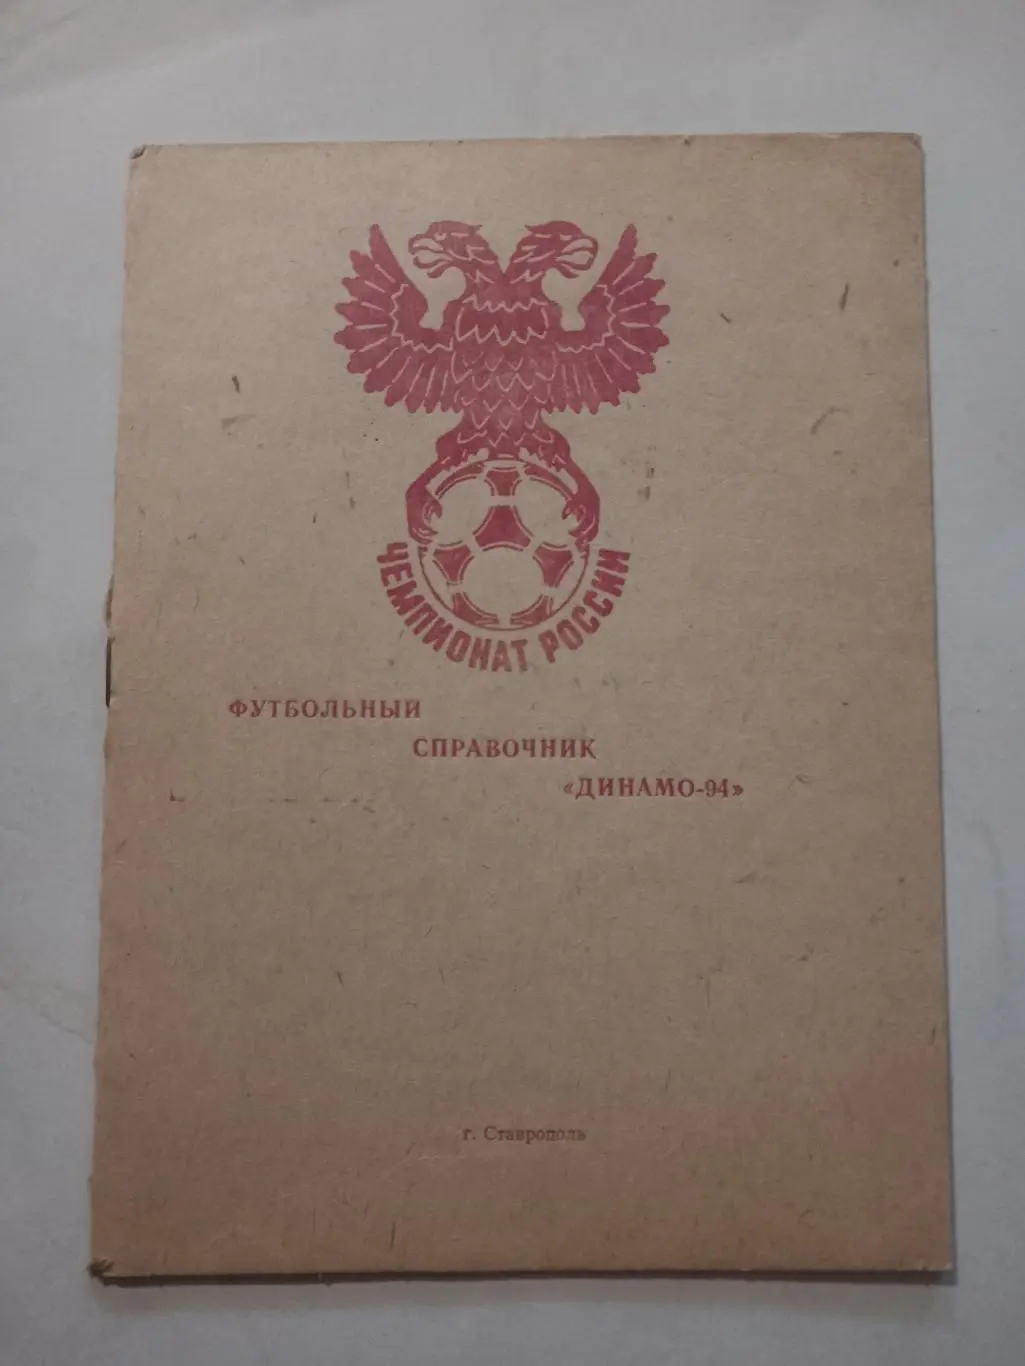 ЧЕМПИОНАТ РОССИИ
ФУТБОЛЬНЫЙ
СПРАВОЧНИК
«ДИНАМО-94»
г. Ставрополь